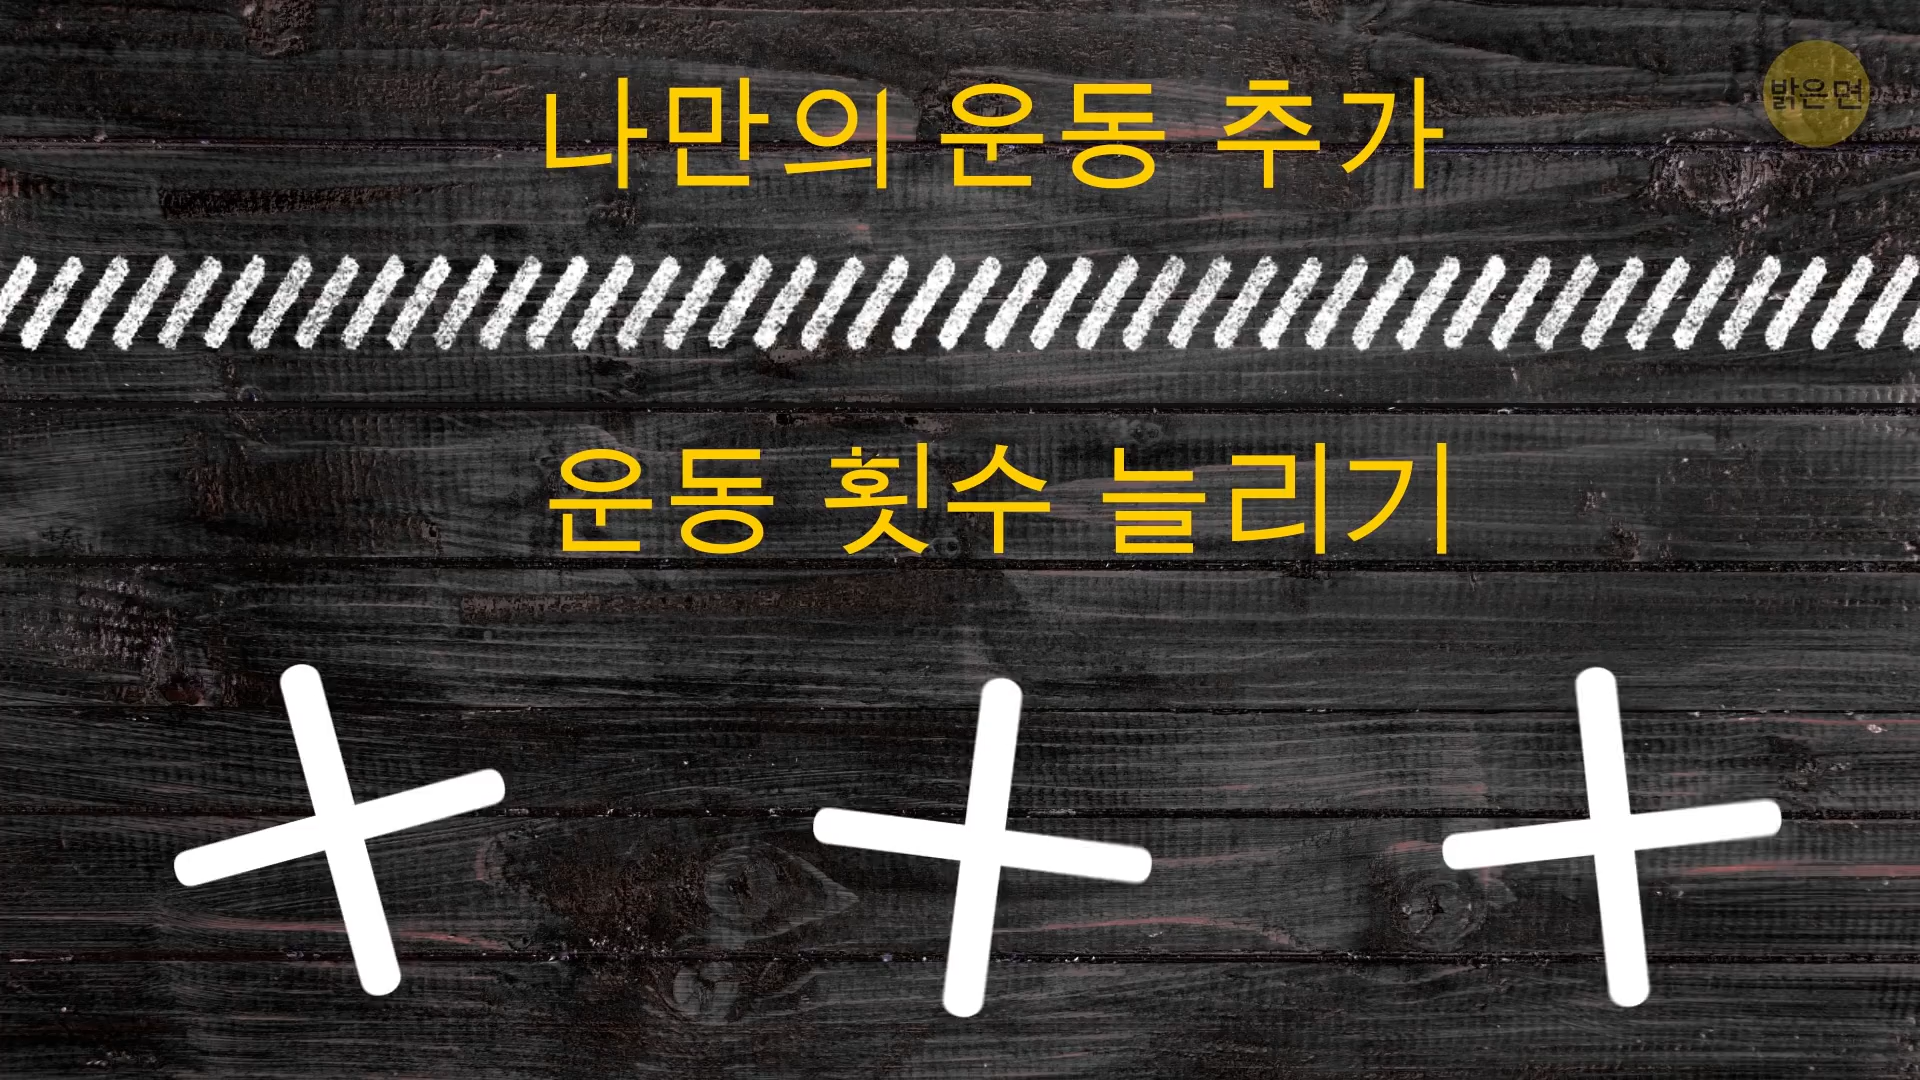 나만의 운동 추가
밝은면
운동 횟수 늘리기